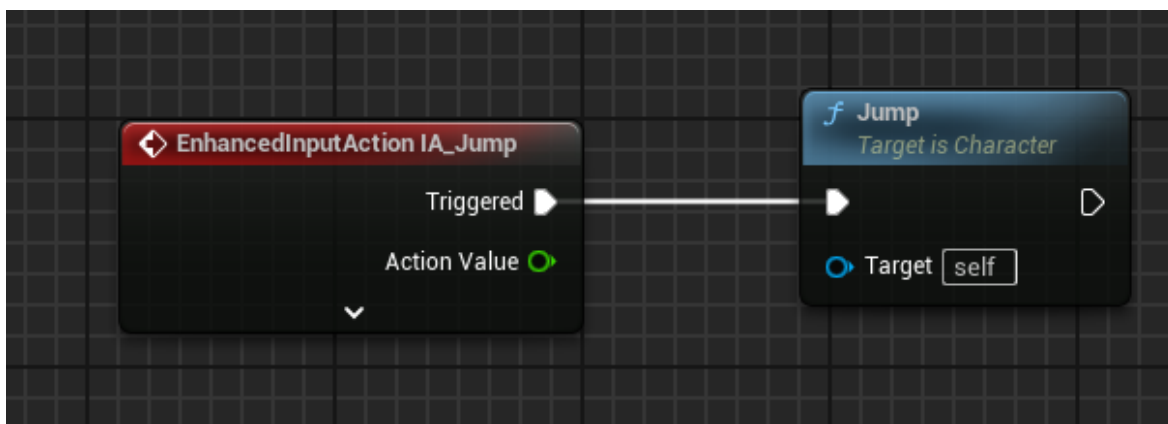 EnhancedInputAction IA_Jump
Triggered
Action Value
f Jump
Target is Character
Target self